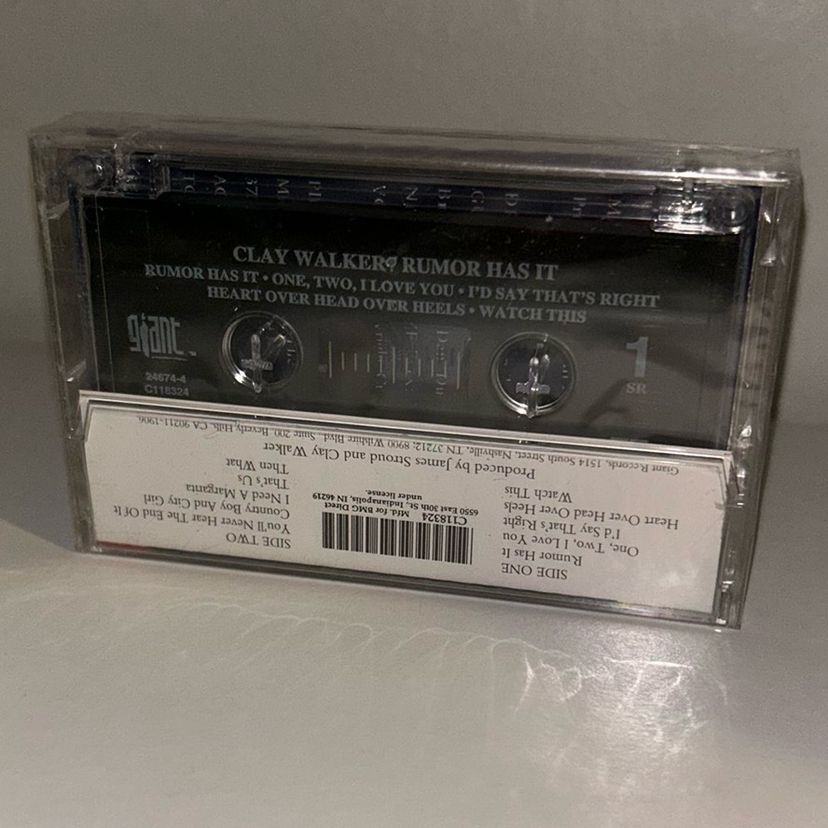 CLAY WALKER RUMOR HAS IT
RUMOR HAS IT • ONE, TWO, I LOVE YOU • I'D SAY THAT'S RIGHT
HEART OVER HEAD OVER HEELS • WATCH THIS
giant
24674-4
C118324
1
SR
SIDE ONE
Rumor Has It
One, Two, I Love You
I'd Say That's Right
Heart Over Head Over Heels
Watch This
C118324
Mfd. for BMG Direct
6550 East 30th St. Indianapolis, IN 46219
under license.
SIDE TWO
You'll Never Hear The End Of It
Country Boy And City Girl
I Need A Margarita
That's Us
Then What
Produced by James Stroud and Clay Walker
Giant Records, 1514 South Street, Nashville, TN 37212; 8900 Wilshire Blvd., Suite 200, Beverly Hills, CA 90211-1906